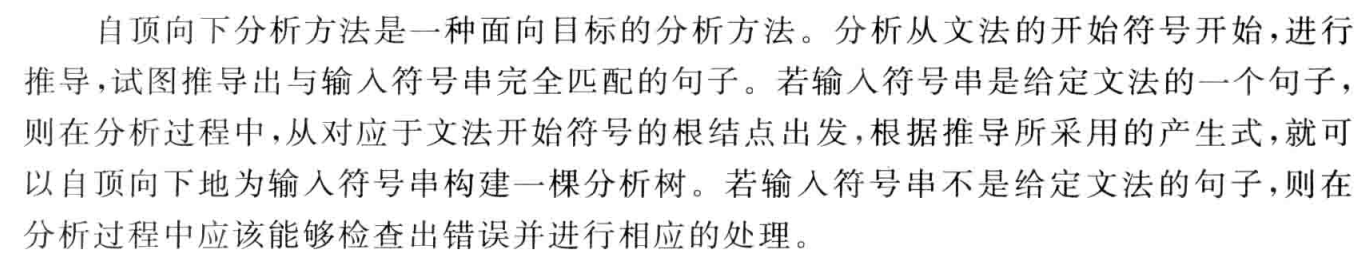 自顶向下分析方法是一种面向目标的分析方法。分析从文法的开始符号开始,进行
推导,试图推导出与输入符号串完全匹配的句子。若输入符号串是给定文法的一个句子,
则在分析过程中,从对应于文法开始符号的根结点出发,根据推导所采用的产生式,就可
以自顶向下地为输入符号串构建一棵分析树。若输入符号串不是给定文法的句子,则在
分析过程中应该能够检查出错误并进行相应的处理。